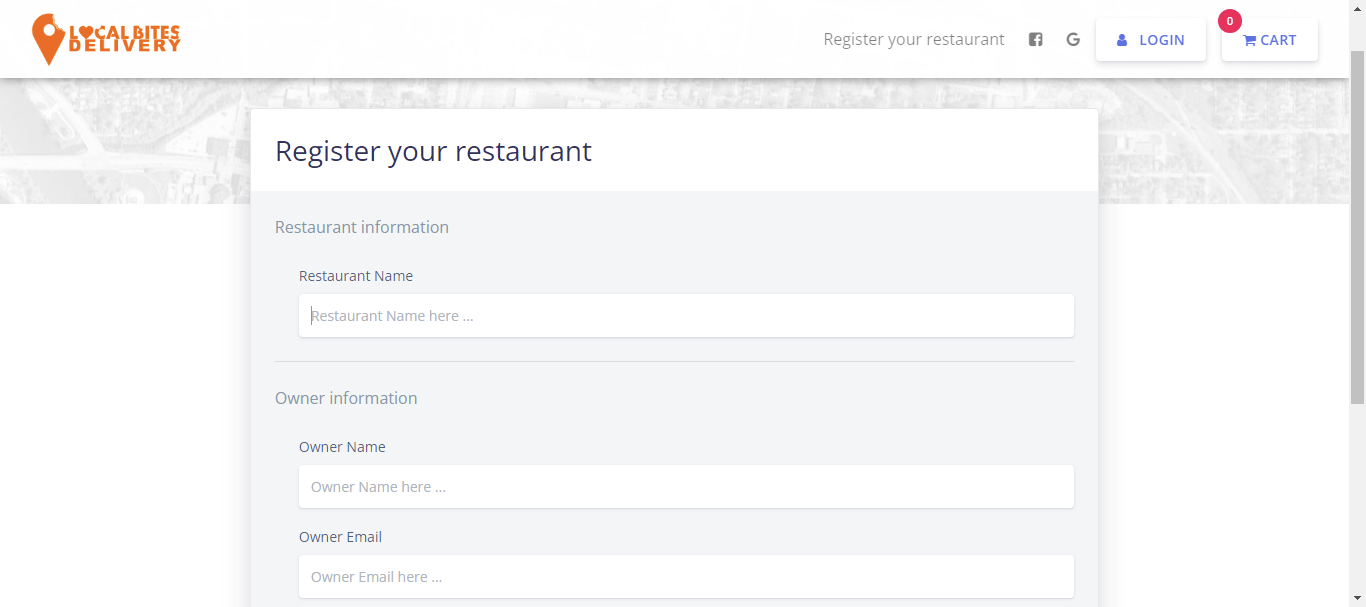 LOCAL BITES
DELIVERY
Register your restaurant
LOGIN
0
CART
Register your restaurant
Restaurant information
Restaurant Name
Restaurant Name here ...
Owner information
Owner Name
Owner Name here ...
Owner Email
Owner Email here ...